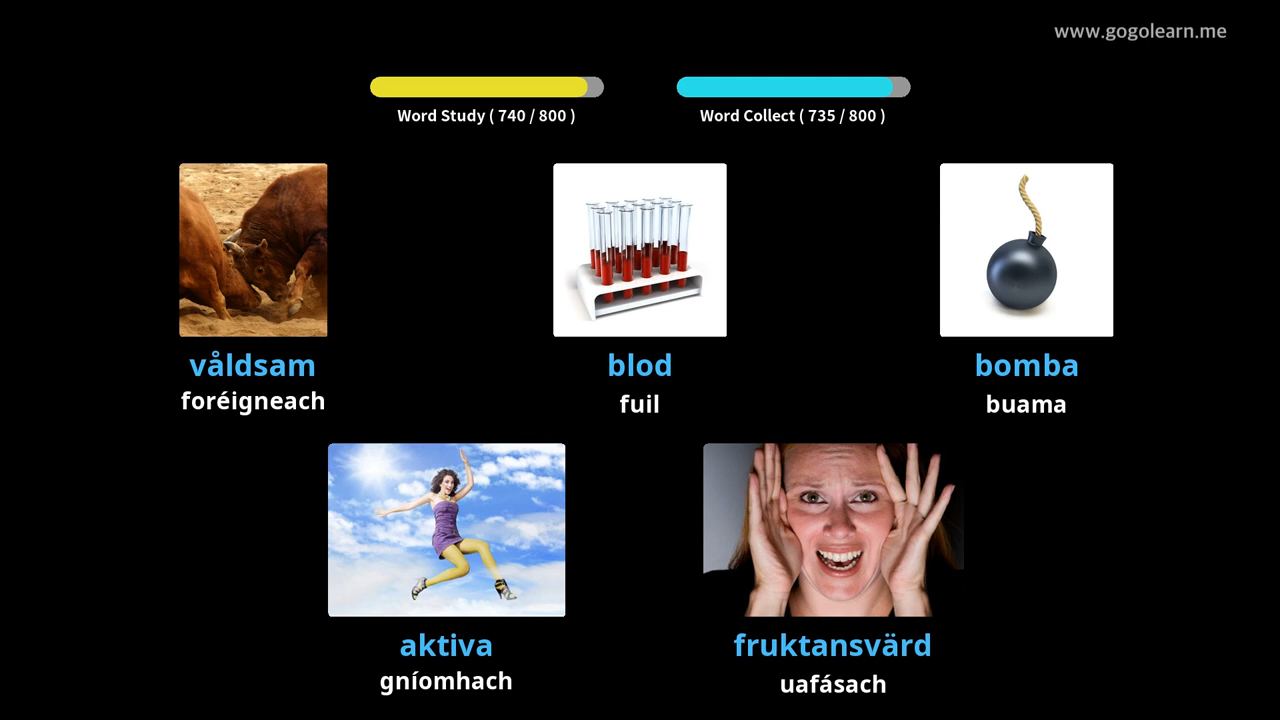 www.gogolearn.me
Word Study ( 740 / 800 )
Word Collect ( 735 / 800 )
våldsam
foréigneach
blod
fuil
bomba
buama
aktiva
gníomhach
fruktansvärd
uafásach